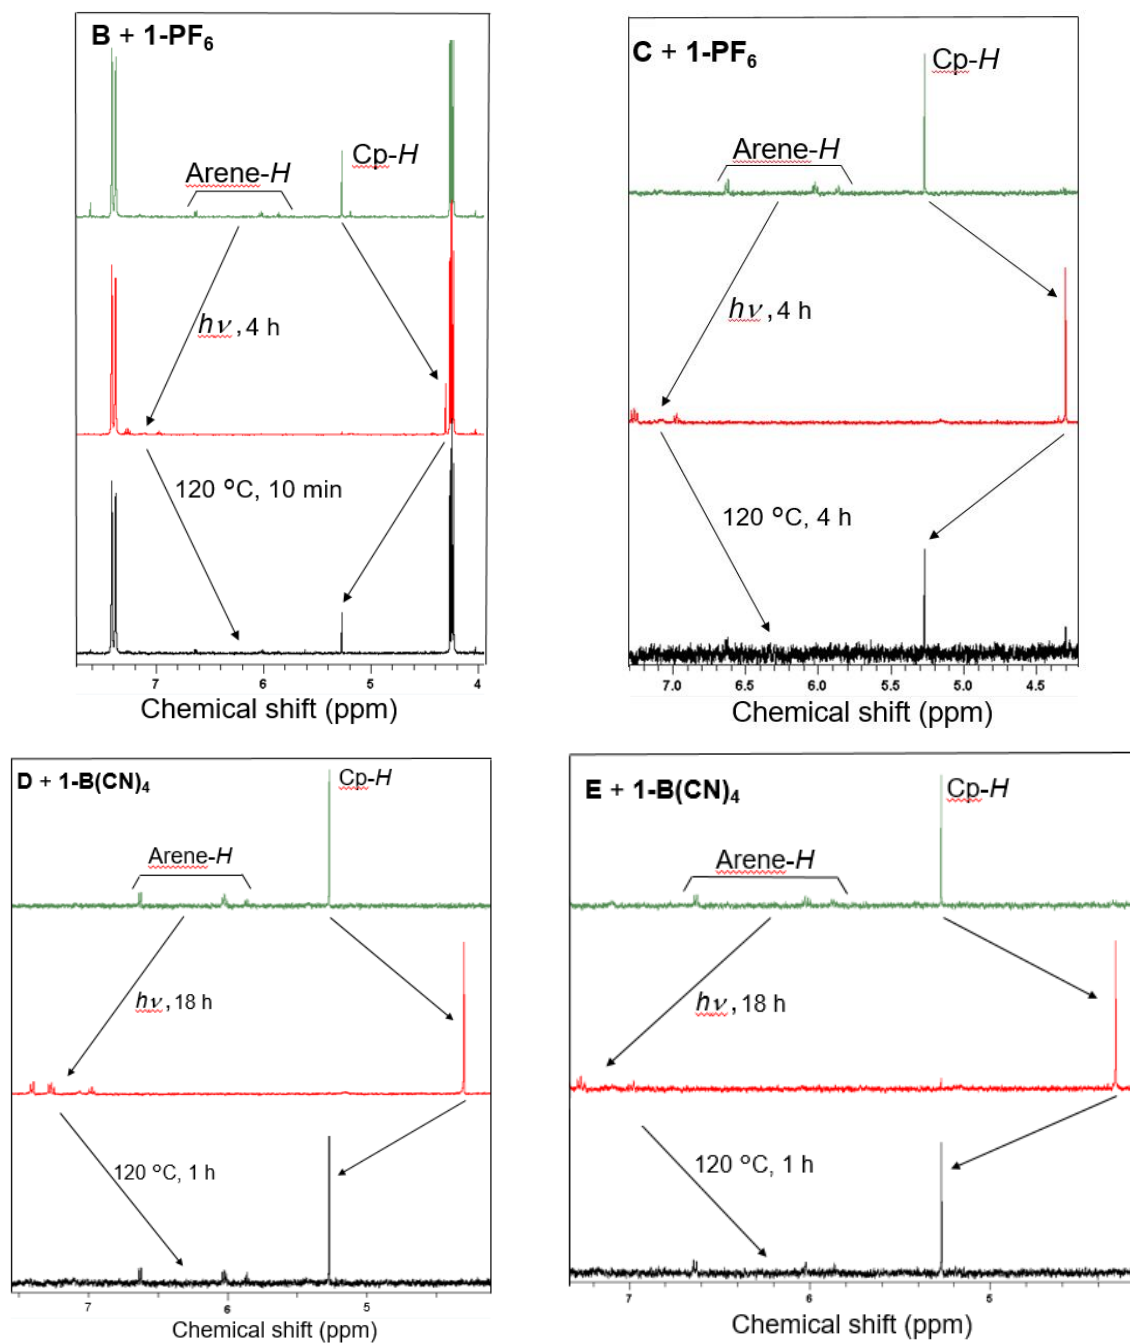 B + 1-PF6
Cp-H
Arene-H
hν, 4 h
120 °C, 10 min
7 6 5 4
Chemical shift (ppm)
C + 1-PF6
Cp-H
Arene-H
hν, 4 h
120 °C, 4 h
7.0 6.5 6.0 5.5 5.0 4.5
Chemical shift (ppm)
D + 1-B(CN)4
Cp-H
Arene-H
hν, 18 h
120 °C, 1 h
7 6 5
Chemical shift (ppm)
E + 1-B(CN)4
Cp-H
Arene-H
hν, 18 h
120 °C, 1 h
7 6 5
Chemical shift (ppm)